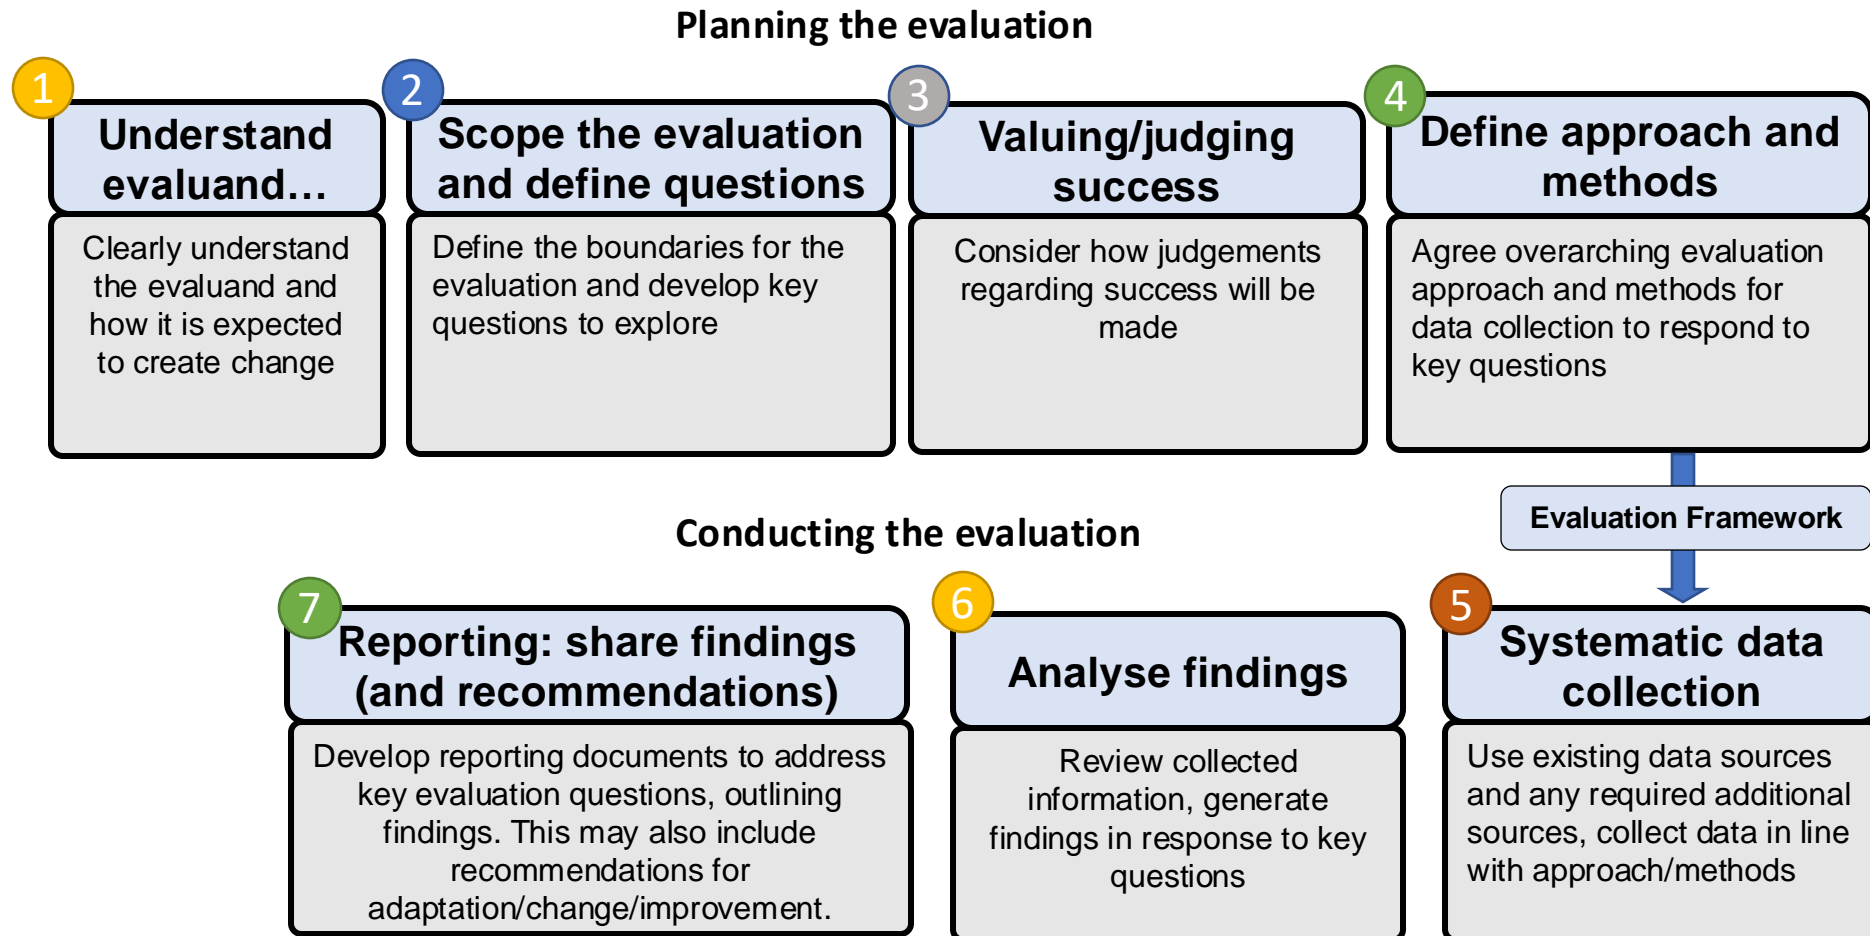 Planning the evaluation
1
Understand
evaluand…
Clearly understand
the evaluand and
how it is expected
to create change
2
Scope the evaluation
and define questions
Define the boundaries for the
evaluation and develop key
questions to explore
3
Valuing/judging
success
Consider how judgements
regarding success will be
made
4
Define approach and
methods
Agree overarching evaluation
approach and methods for
data collection to respond to
key questions
Evaluation Framework
Conducting the evaluation
5
Systematic data
collection
Use existing data sources
and any required additional
sources, collect data in line
with approach/methods
6
Analyse findings
Review collected
information, generate
findings in response to key
questions
7
Reporting: share findings
(and recommendations)
Develop reporting documents to address
key evaluation questions, outlining
findings. This may also include
recommendations for
adaptation/change/improvement.